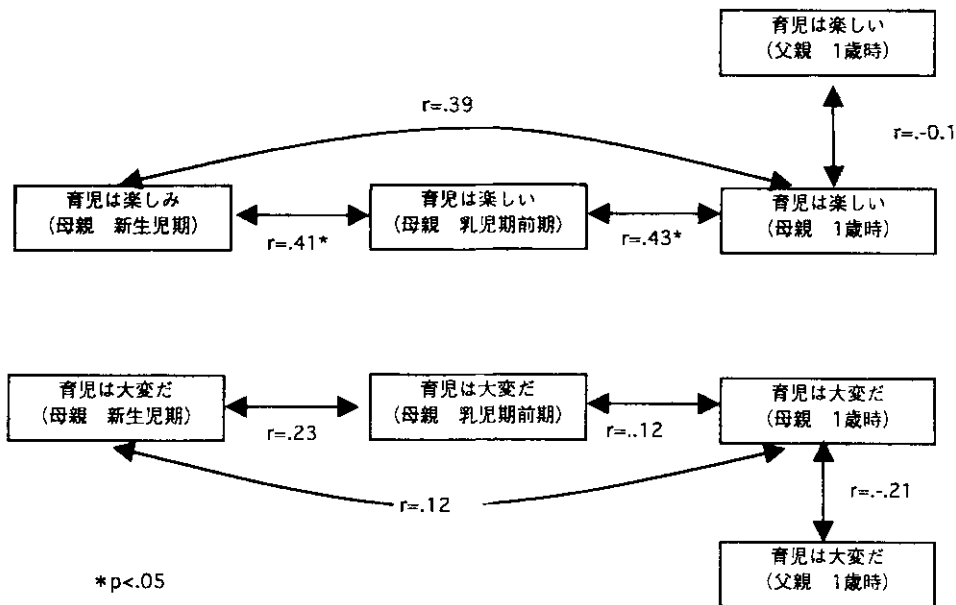 育児は楽しい
(父親 1歳時)
r=.39
r=.-0.1
育児は楽しみ
(母親 新生児期)
育児は楽しい
(母親 乳児期前期)
育児は楽しい
(母親 1歳時)
r=.41*
r=.43*
育児は大変だ
(母親 新生児期)
育児は大変だ
(母親 乳児期前期)
育児は大変だ
(母親 1歳時)
r=.23
r=..12
r=.12
r=.-.21
育児は大変だ
(父親 1歳時)
*p<.05